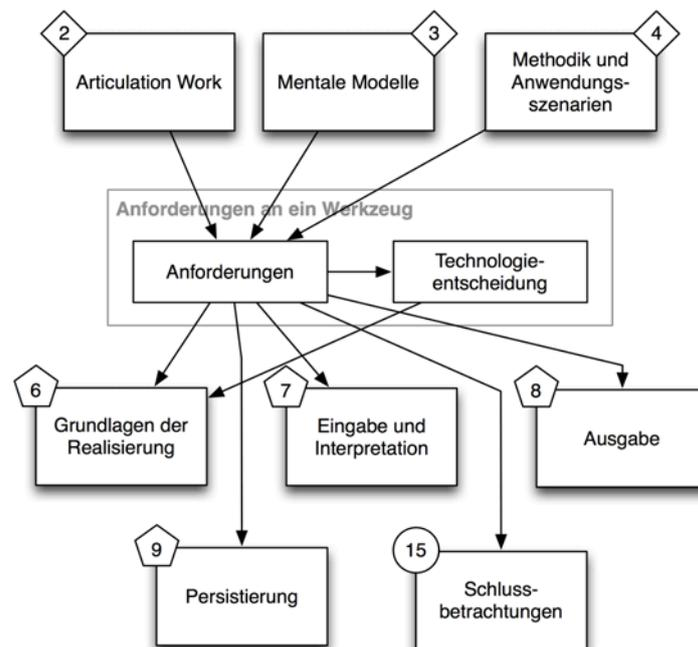 2
Articulation Work
3
Mentale Modelle
4
Methodik und
Anwendungs-
szenarien
Anforderungen an ein Werkzeug
Anforderungen
Technologie-
entscheidung
6
Grundlagen der
Realisierung
7
Eingabe und
Interpretation
8
Ausgabe
9
Persistierung
15
Schluss-
betrachtungen